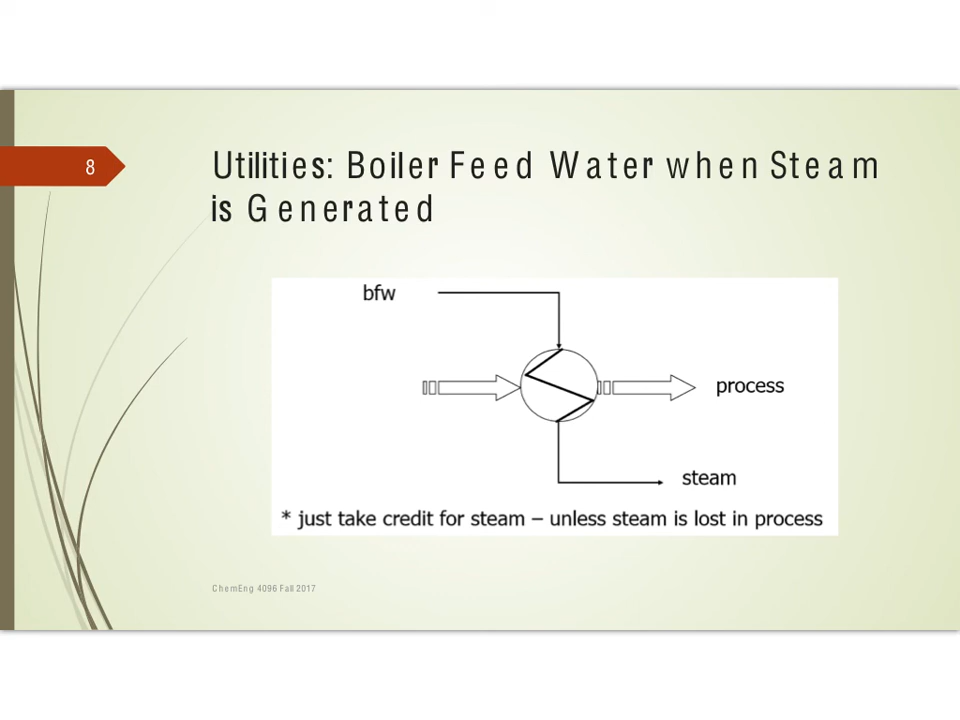 8
Utilities: Boiler Feed Water when Steam
is Generated
bfw
process
steam
* just take credit for steam – unless steam is lost in process
ChemEng 4096 Fall 2017